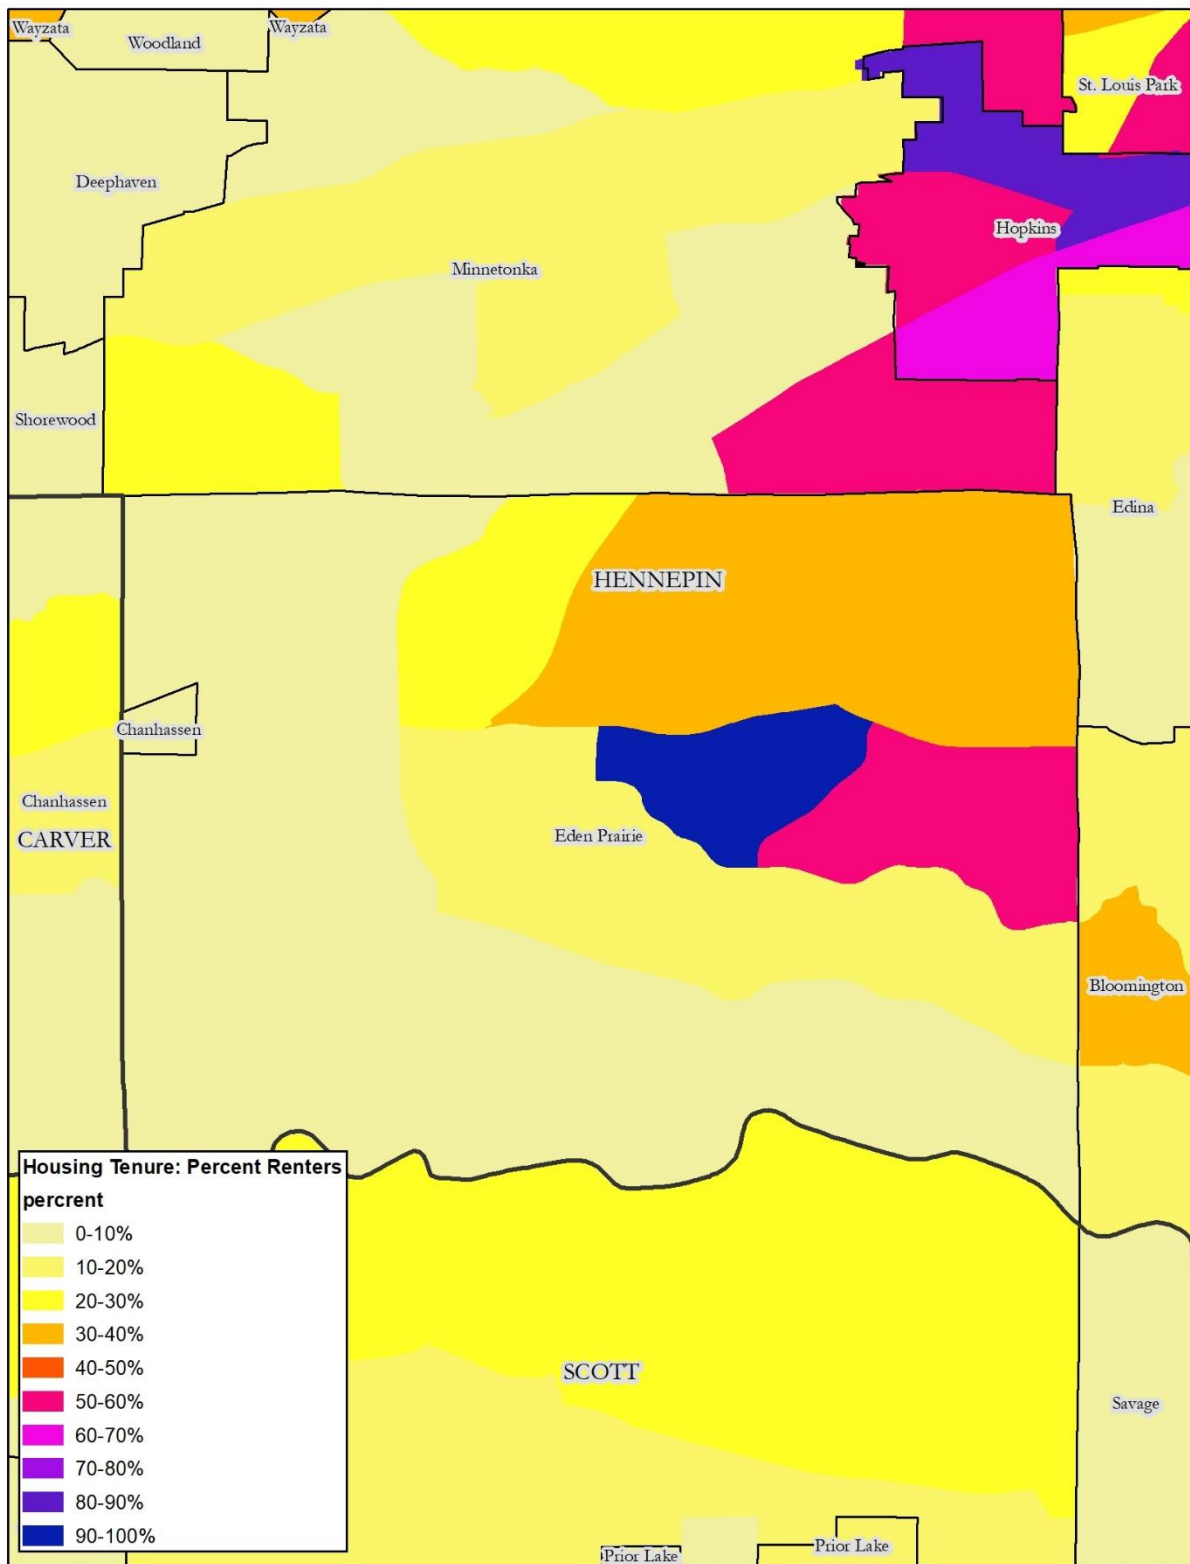 Wayzata
Wayzata
Woodland
St. Louis Park
Deephaven
Hopkins
Minnetonka
Shorewood
Edina
HENNEPIN
Chanhassen
Chanhassen
CARVER
Eden Prairie
Bloomington
Housing Tenure: Percent Renters
percrent
0-10%
10-20%
20-30%
30-40%
40-50%
50-60%
60-70%
70-80%
80-90%
90-100%
SCOTT
Savage
Prior Lake
Prior Lake